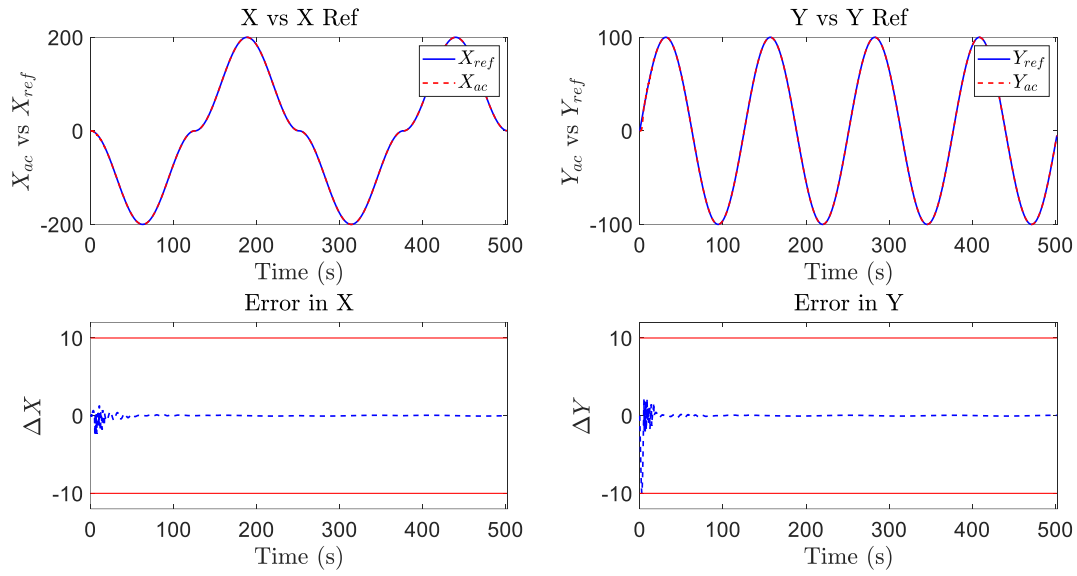 X vs X Ref
200
0
-200
X_ac vs X_ref
X_ref
X_ac
0 100 200 300 400 500
Time (s)
Y vs Y Ref
100
0
-100
Y_ac vs Y_ref
Y_ref
Y_ac
0 100 200 300 400 500
Time (s)
Error in X
10
0
-10
ΔX
0 100 200 300 400 500
Time (s)
Error in Y
10
0
-10
ΔY
0 100 200 300 400 500
Time (s)